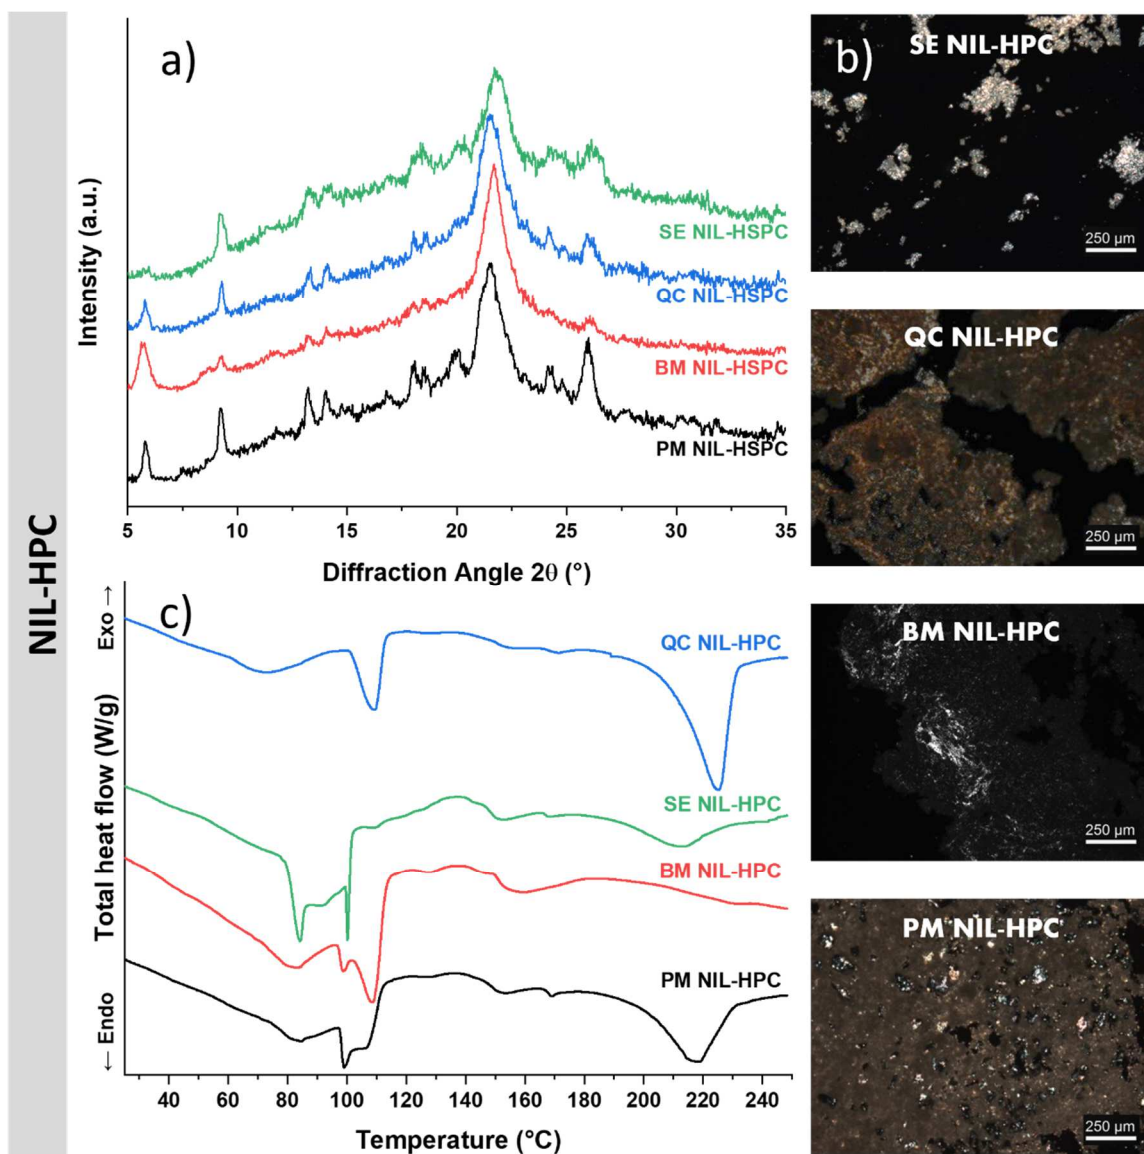 NIL-HPC
a)
Intensity (a.u.)
SE NIL-HSPC
QC NIL-HSPC
BM NIL-HSPC
PM NIL-HSPC
5 10 15 20 25 30 35
Diffraction Angle 2θ (°)
b)
SE NIL-HPC
250 µm
QC NIL-HPC
250 µm
BM NIL-HPC
250 µm
PM NIL-HPC
250 µm
c)
Exo →
Total heat flow (W/g)
← Endo
QC NIL-HPC
SE NIL-HPC
BM NIL-HPC
PM NIL-HPC
40 60 80 100 120 140 160 180 200 220 240
Temperature (°C)